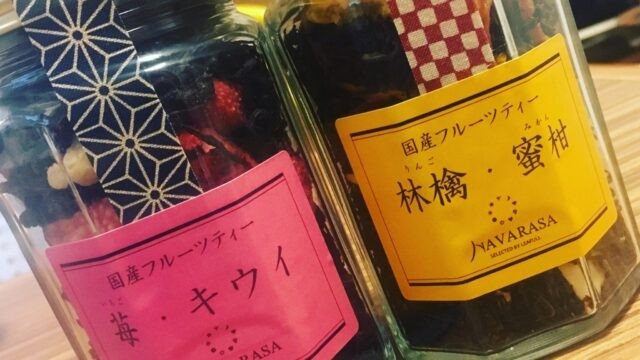 国産フルーツティー
いちご
苺・キウイ
NAVARASA
国産フルーツティー
りんご みかん
林檎・蜜柑
NAVARASA
SELECTED BY LEAFULL